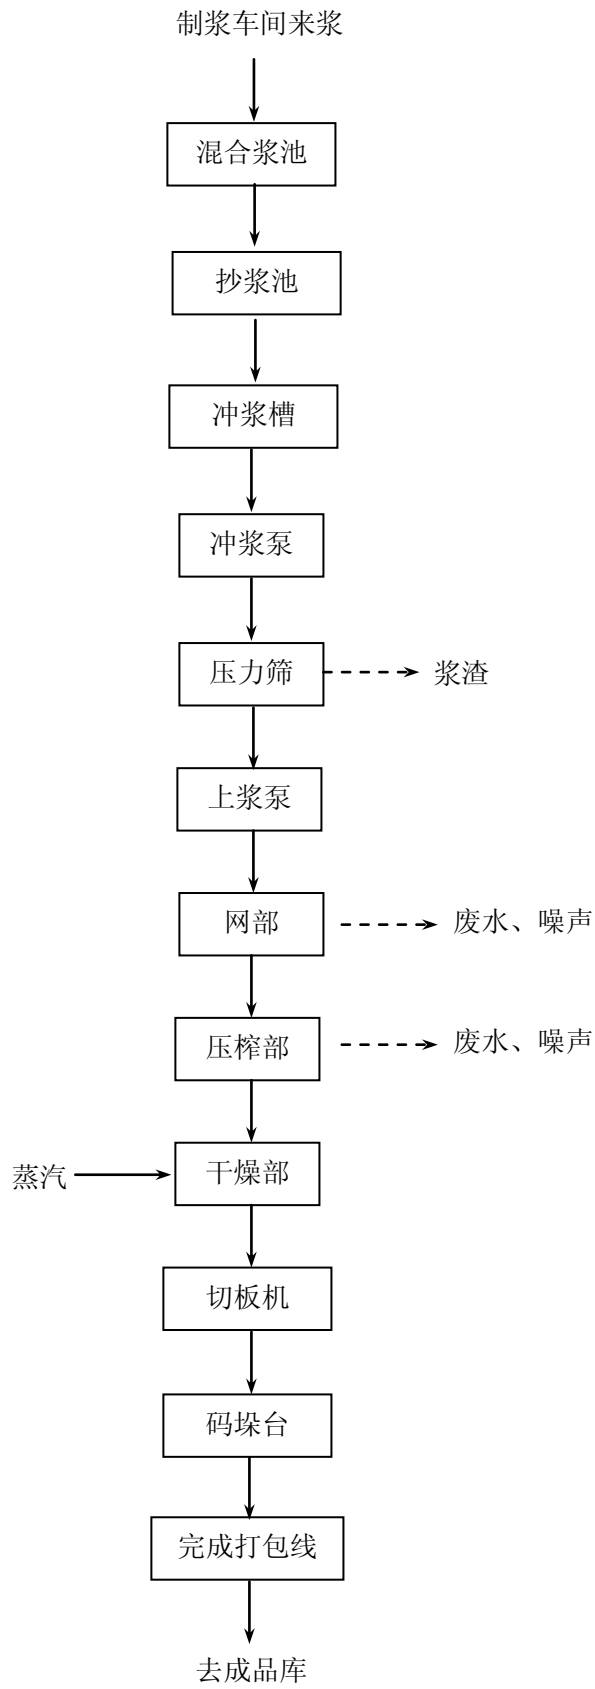 制浆车间来浆
混合浆池
抄浆池
冲浆槽
冲浆泵
压力筛
浆渣
上浆泵
网部
废水、噪声
压榨部
废水、噪声
蒸汽
干燥部
切板机
码垛台
完成打包线
去成品库